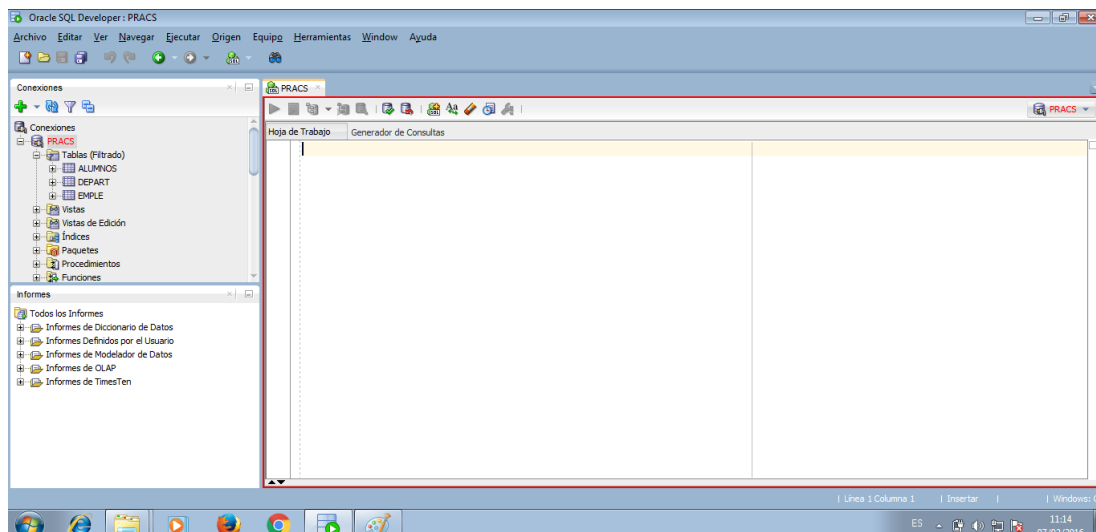 Oracle SQL Developer : PRACS
Archivo Editar Ver Navegar Ejecutar Origen Equipo Herramientas Window Ayuda
Conexiones
Conexiones
PRACS
Tablas (Filtrado)
ALUMNOS
DEPART
EMPLE
Vistas
Vistas de Edición
Índices
Paquetes
Procedimientos
Funciones
Informes
Todos los Informes
Informes de Diccionario de Datos
Informes Definidos por el Usuario
Informes de Modelador de Datos
Informes de OLAP
Informes de TimesTen
PRACS
PRACS
Hoja de Trabajo Generador de Consultas
Línea 1 Columna 1 | Insertar | | Windows:
ES 11:14